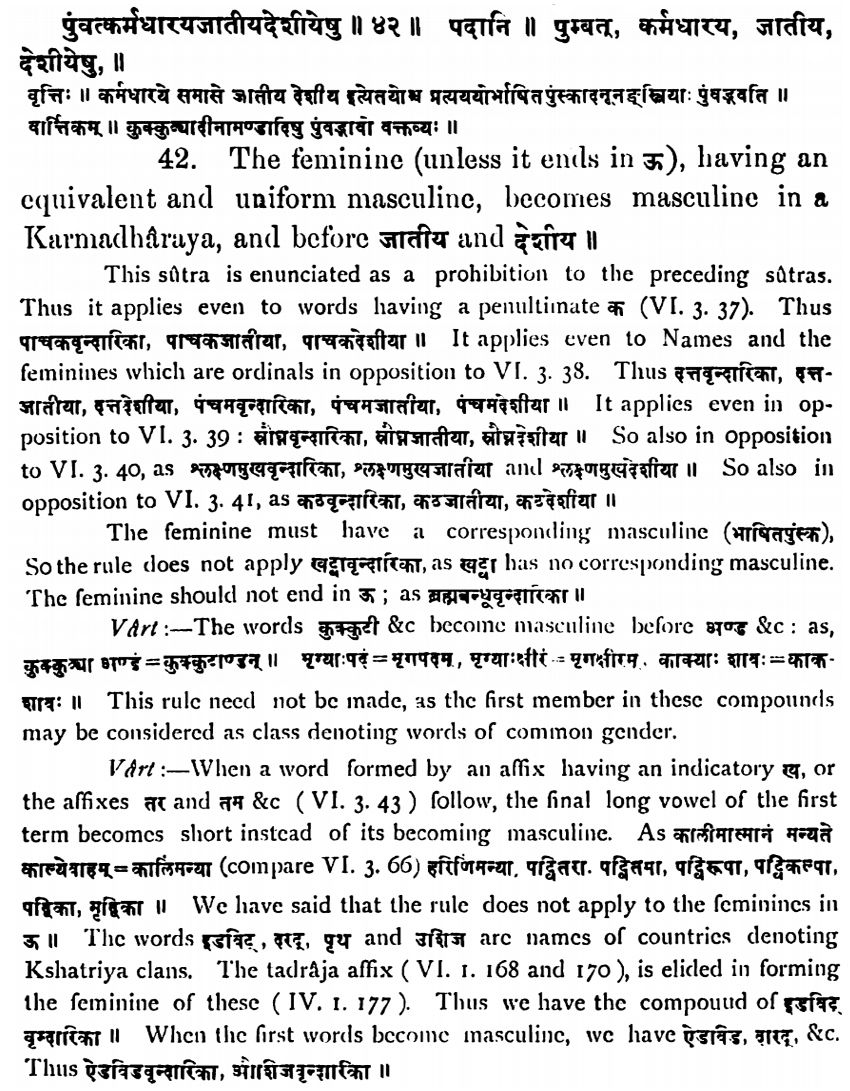 पुंवत्कर्मधारयजातीयदेशीयेषु ॥ ४२ ॥ पदानि ॥ पुम्वत्, कर्मधारय, जातीय,
देशीयेषु, ॥
वृत्तिः ॥ कर्मधारये समासे जातीय देशीय इत्येतयोश्च प्रत्यययोर्भाषितपुंस्कादनूनङ्स्त्रियाः पुंवद्भवति ॥
वार्त्तिकम् ॥ कुक्कुट्यादीनामण्डादिषु पुंवद्भावो वक्तव्यः ॥
42. The feminine (unless it ends in ऊ), having an
equivalent and uniform masculine, becomes masculine in a
Karmadhâraya, and before जातीय and देशीय ॥
This sûtra is enunciated as a prohibition to the preceding sûtras.
Thus it applies even to words having a penultimate क (VI. 3. 37). Thus
पाचकवृन्दारिका, पाचकजातीया, पाचकदेशीया ॥ It applies even to Names and the
feminines which are ordinals in opposition to VI. 3. 38. Thus दत्तवृन्दारिका, दत्त-
जातीया, दत्तदेशीया, पंचमवृन्दारिका, पंचमजातीया, पंचमदेशीया ॥ It applies even in op-
position to VI. 3. 39 : स्रौघ्नवृन्दारिका, स्रौघ्नजातीया, स्रौघ्नदेशीया ॥ So also in opposition
to VI. 3. 40, as श्लक्ष्णमुखवृन्दारिका, श्लक्ष्णमुखजातीया and श्लक्ष्णमुखदेशीया ॥ So also in
opposition to VI. 3. 41, as कठवृन्दारिका, कठजातीया, कठदेशीया ॥
The feminine must have a corresponding masculine (भाषितपुंस्क),
So the rule does not apply खट्वावृन्दारिका, as खट्वा has no corresponding masculine.
The feminine should not end in ऊ ; as ब्रह्मबन्धूवृन्दारिका ॥
Vârt :—The words कुक्कुटी &c become masculine before अण्ड &c : as,
कुक्कुट्या अण्डं = कुक्कुटाण्डन् ॥ मृग्याःपदं = मृगपदम्, मृग्याःक्षीरं = मृगक्षीरम्. काक्याः शावः = काक-
शावः ॥ This rule need not be made, as the first member in these compounds
may be considered as class denoting words of common gender.
Vârt :—When a word formed by an affix having an indicatory ख, or
the affixes तर and तम &c ( VI. 3. 43 ) follow, the final long vowel of the first
term becomes short instead of its becoming masculine. As कालीमात्मानं मन्यते
काल्येवाहम् = कालिंमन्या (compare VI. 3. 66) हरिणिंमन्या, पट्वितरा. पट्वितमा, पट्विरूपा, पट्विकल्पा,
पद्विका, मृद्विका ॥ We have said that the rule does not apply to the feminines in
ऊ ॥ The words इडविट्, दरद्, पृथ and उशिज are names of countries denoting
Kshatriya clans. The tadrâja affix ( VI. 1. 168 and 170 ), is elided in forming
the feminine of these ( IV. 1. 177 ). Thus we have the compouud of इडविट्
वृन्दारिका ॥ When the first words become masculine, we have ऐडविड, दारद्, &c.
Thus ऐडविडवृन्दारिका, औशिजवृन्दारिका ॥